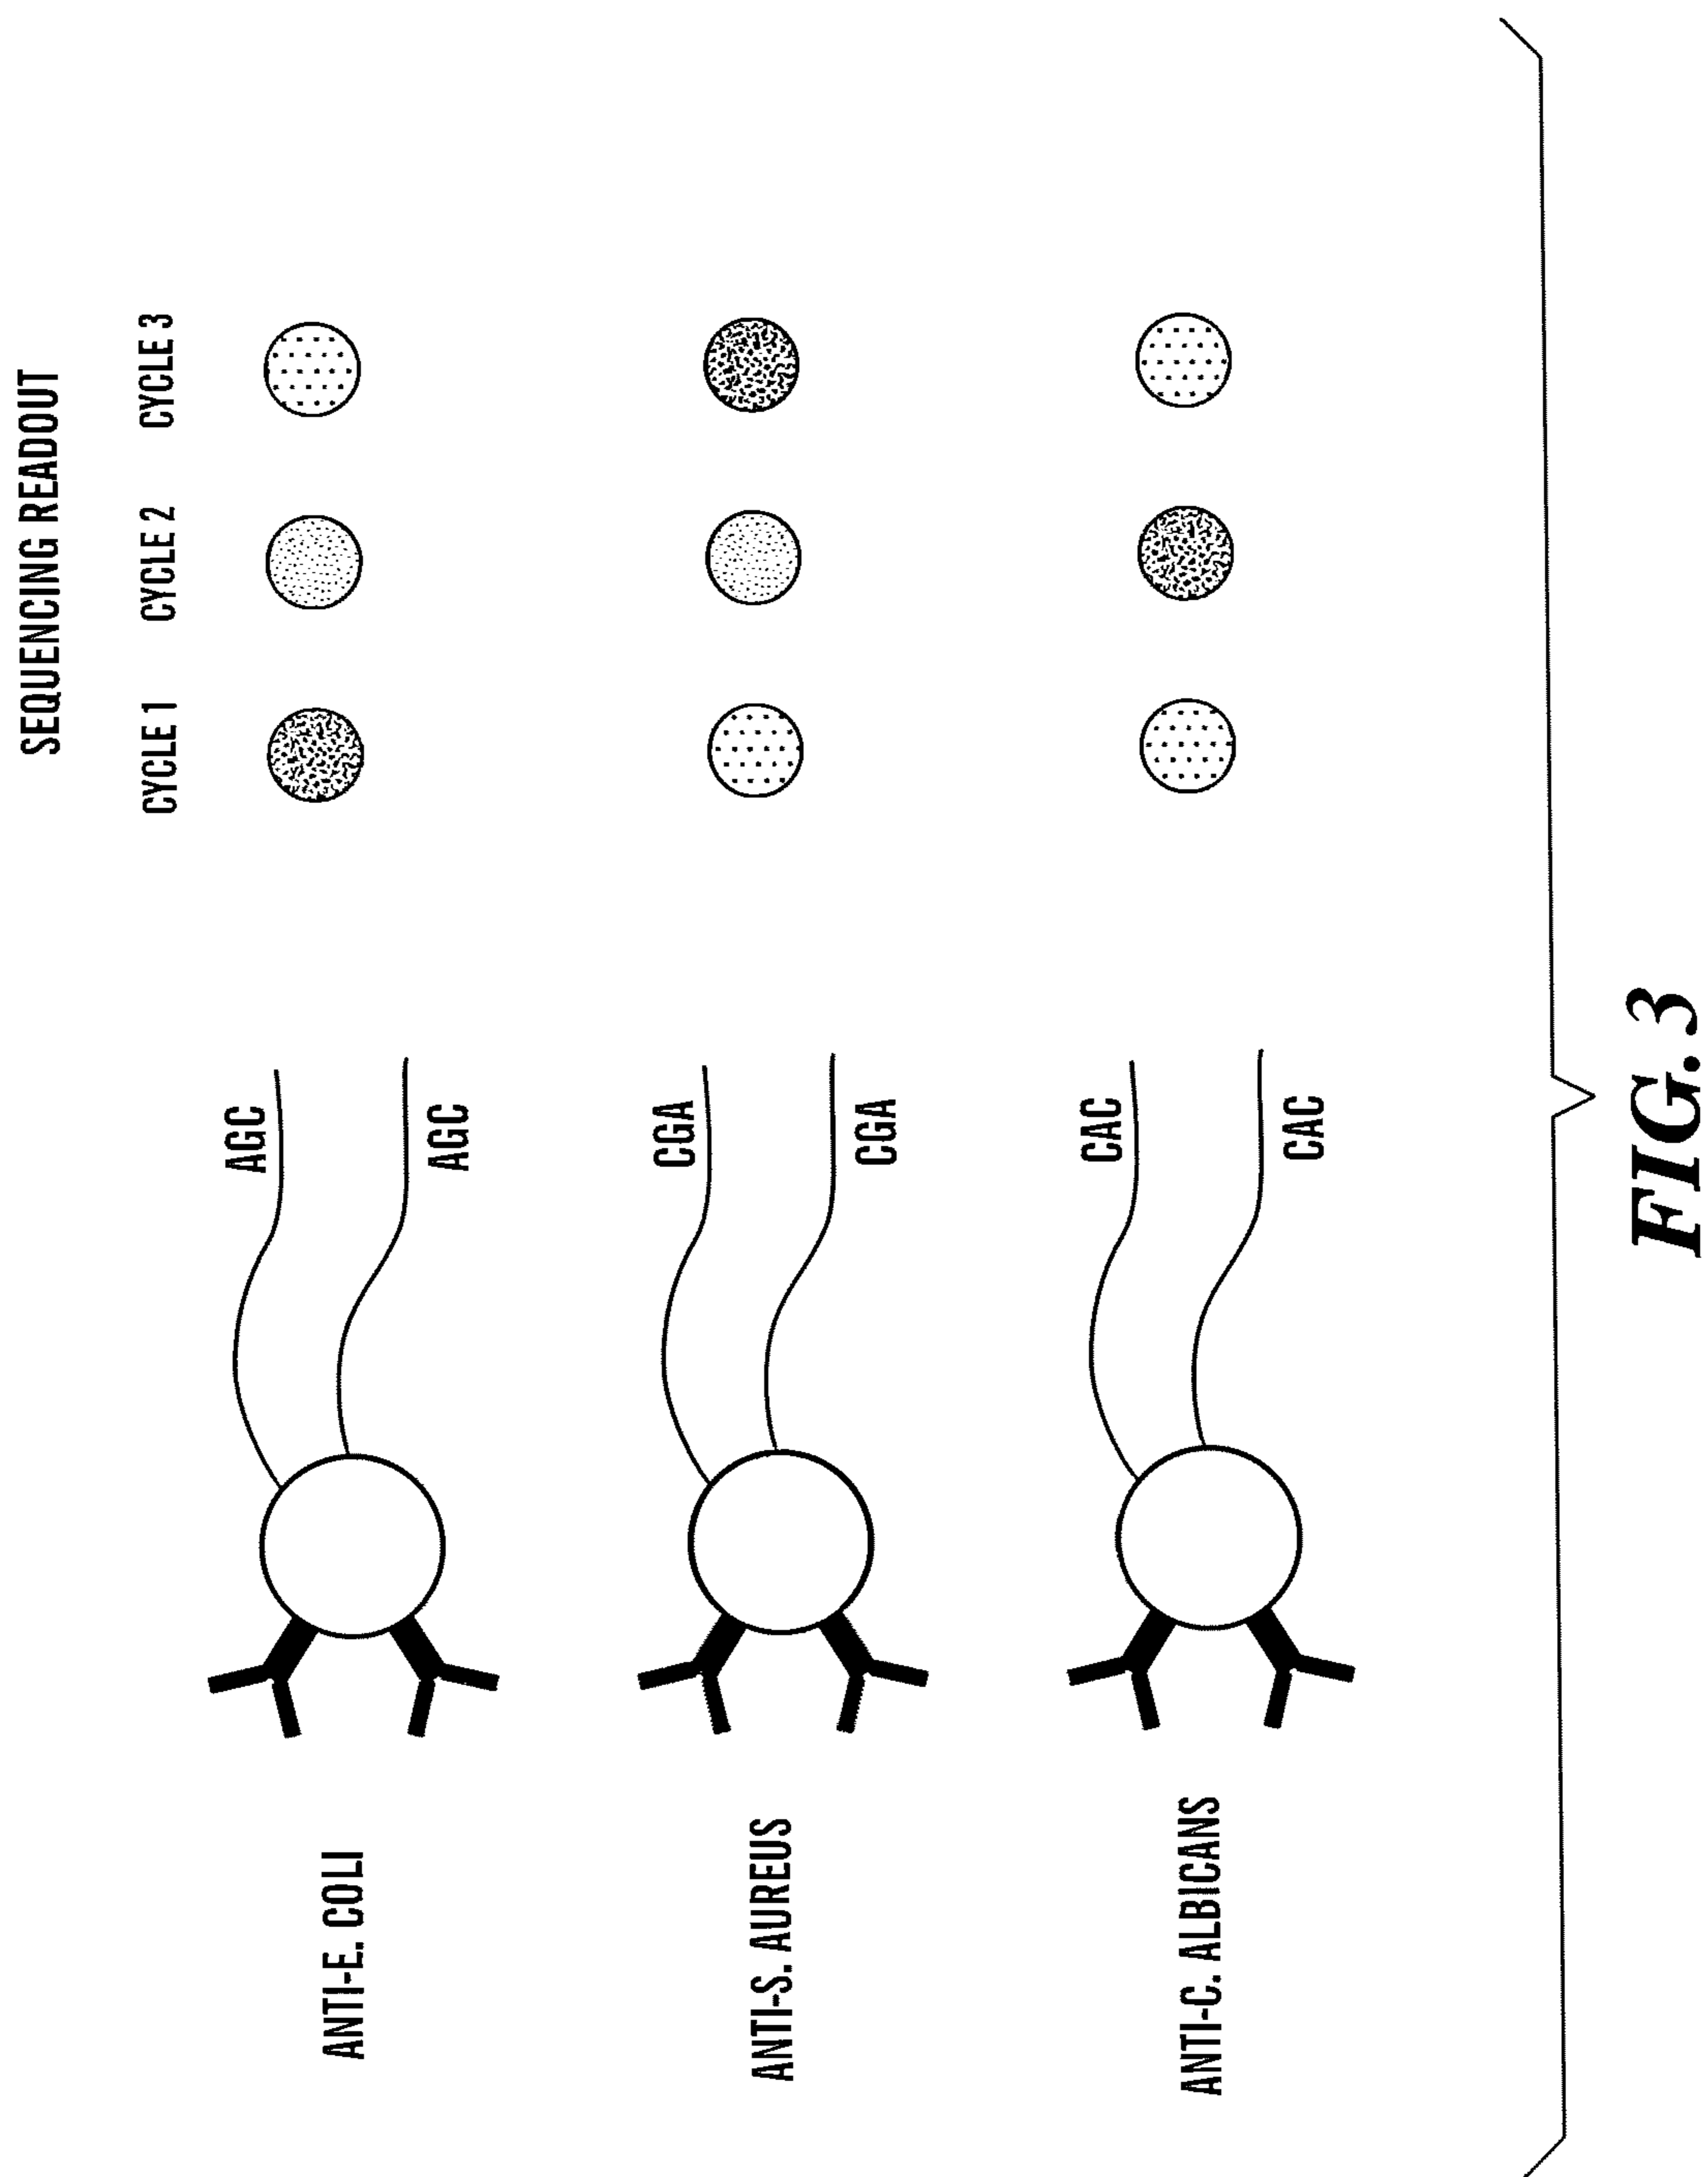 SEQUENCING READOUT
CYCLE 1 CYCLE 2 CYCLE 3
AGC
ANTI-E. COLI
AGC
CGA
ANTI-S. AUREUS
CGA
CAC
ANTI-C. ALBICANS
CAC
FIG. 3